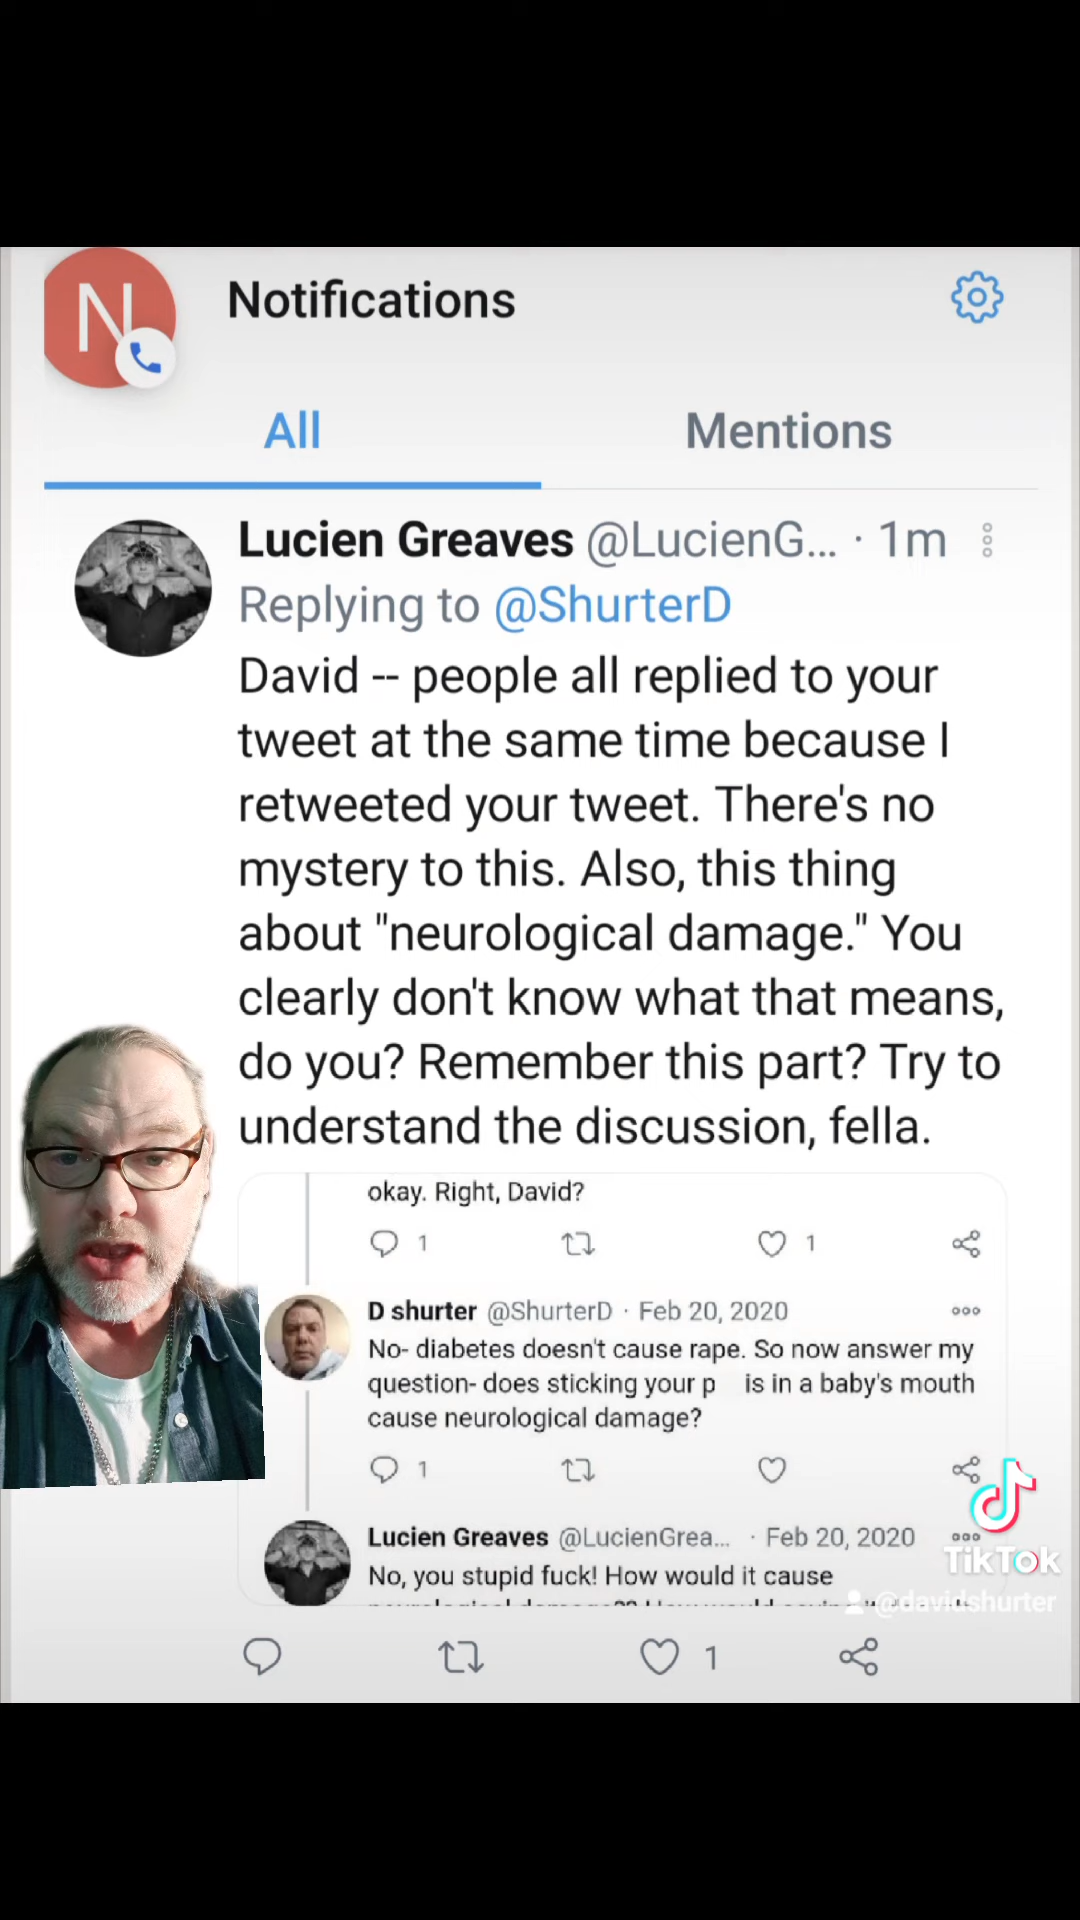 N
Notifications
All
Mentions
Lucien Greaves @LucienG... · 1m
Replying to @ShurterD
David -- people all replied to your
tweet at the same time because I
retweeted your tweet. There's no
mystery to this. Also, this thing
about "neurological damage." You
clearly don't know what that means,
do you? Remember this part? Try to
understand the discussion, fella.
okay. Right, David?
1
1
D shurter @ShurterD · Feb 20, 2020
No- diabetes doesn't cause rape. So now answer my
question- does sticking your p is in a baby's mouth
cause neurological damage?
1
Lucien Greaves @LucienGrea... · Feb 20, 2020
No, you stupid fuck! How would it cause
1
TikTok
@davidshurter